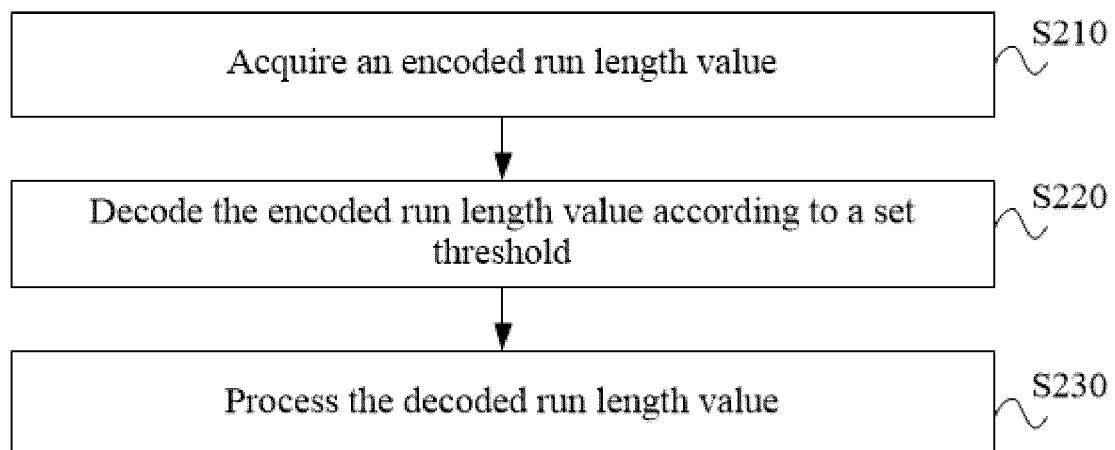 Acquire an encoded run length value
S210
Decode the encoded run length value according to a set
threshold
S220
Process the decoded run length value
S230